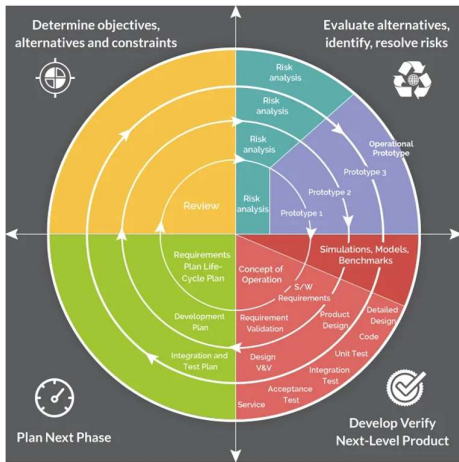 Determine objectives,
alternatives and constraints
Evaluate alternatives,
identify, resolve risks
Risk
analysis
Risk
analysis
Risk
analysis
Risk
analysis
Operational
Prototype
Prototype 3
Prototype 2
Prototype 1
Review
Simulations, Models,
Benchmarks
Requirements
Plan Life-
Cycle Plan
Concept of
Operation
S/W
Requirements
Development
Plan
Requirement
Validation
Product
Design
Detailed
Design
Code
Integration and
Test Plan
Design
V&V
Unit Test
Integration
Test
Acceptance
Test
Service
Plan Next Phase
Develop Verify
Next-Level Product